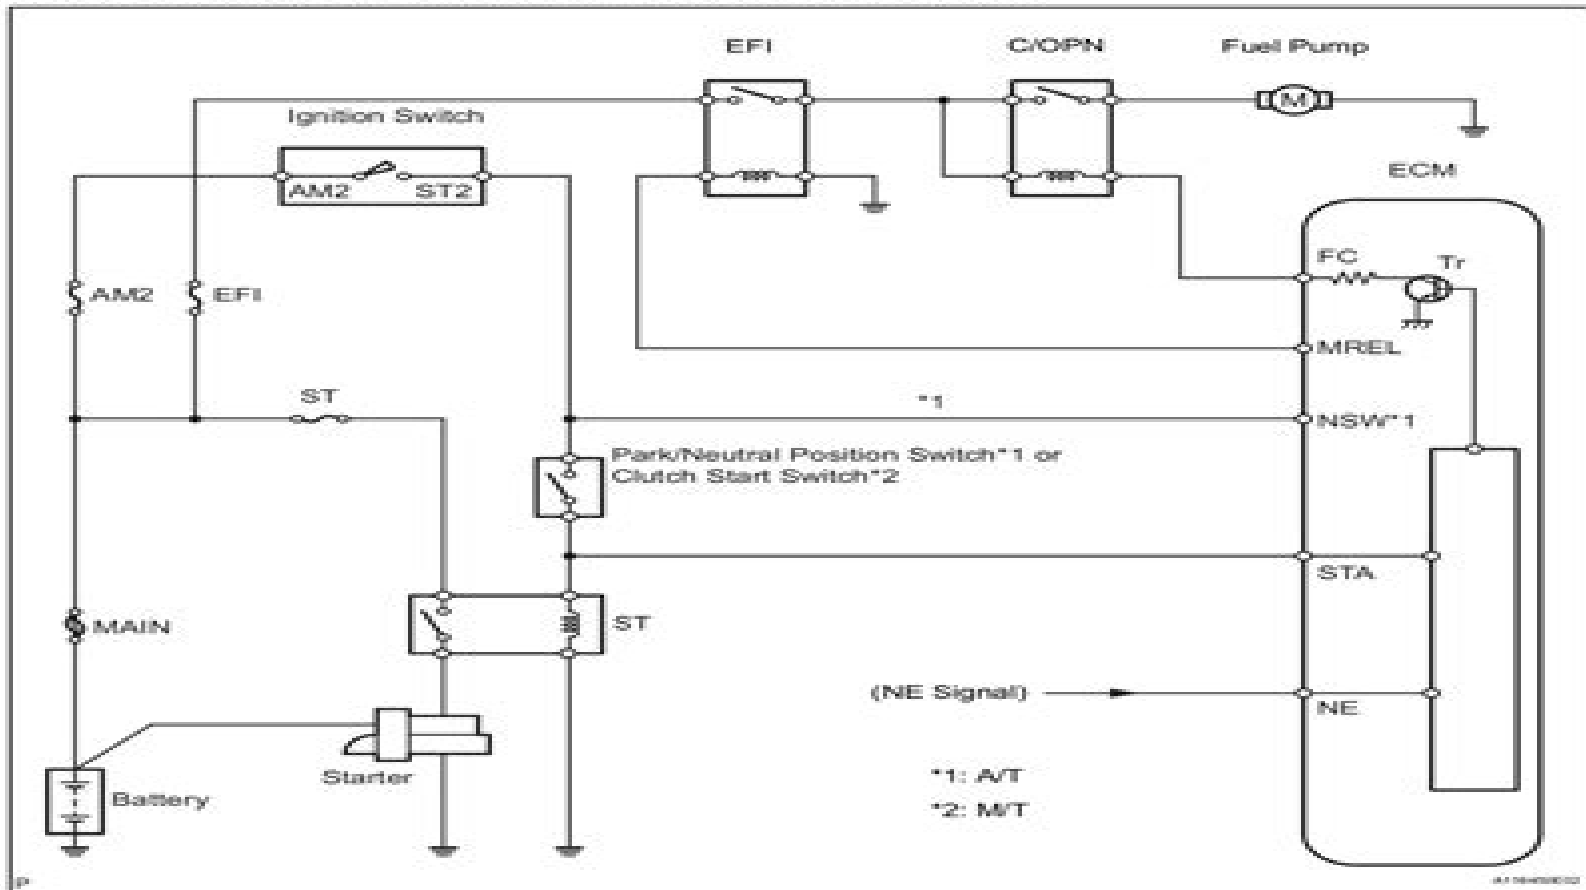 EFI
C/OPN
Fuel Pump
Ignition Switch
M
ECM
AM2
ST2
FC
Tr
AM2
EFI
MREL
ST
*1
NSW*1
Park/Neutral Position Switch*1 or
Clutch Start Switch*2
STA
MAIN
ST
(NE Signal)
NE
Starter
*1: A/T
Battery
*2: M/T
P